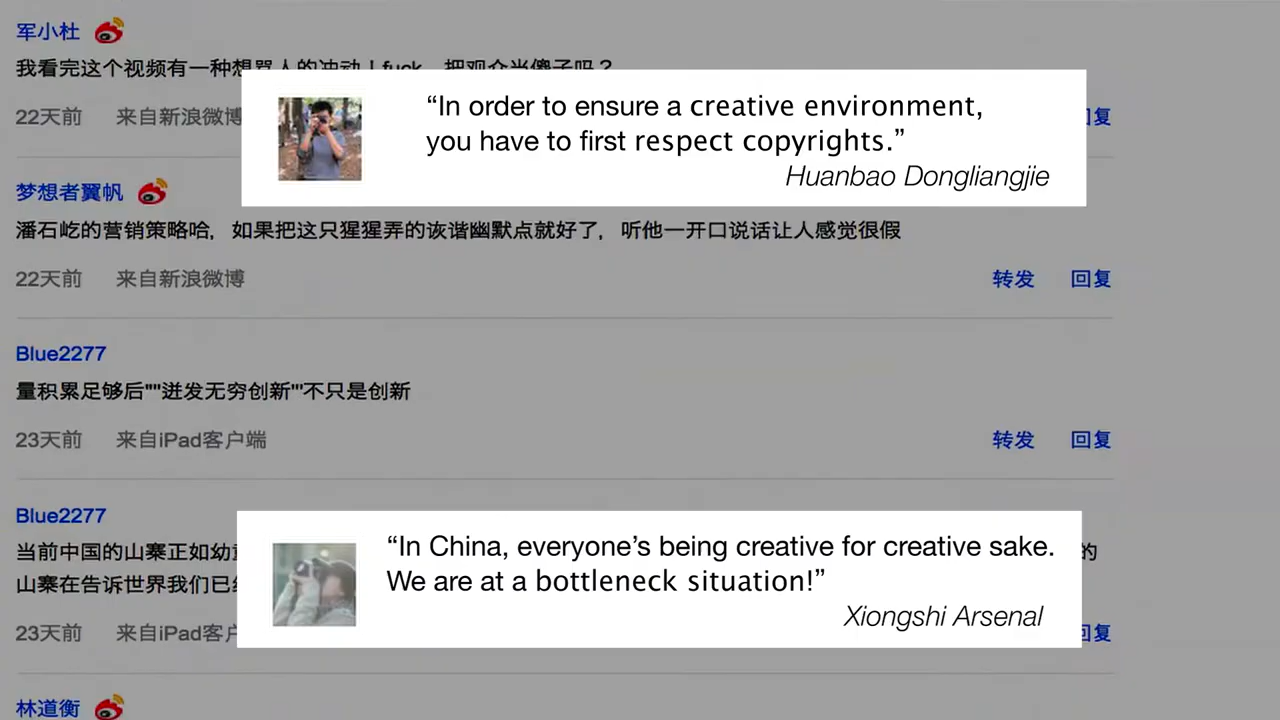 军小杜
我看完这个视频有一种想骂人的冲动！fuck，把观众当傻子吗？
22天前 来自新浪微博 回复
“In order to ensure a creative environment,
you have to first respect copyrights.”
Huanbao Dongliangjie
梦想者翼帆
潘石屹的营销策略哈，如果把这只猩猩弄的诙谐幽默点就好了，听他一开口说话让人感觉很假
22天前 来自新浪微博 转发 回复
Blue2277
量积累足够后""迸发无穷创新"'不只是创新
23天前 来自iPad客户端 转发 回复
Blue2277
当前中国的山寨正如幼 的
山寨在告诉世界我们已
23天前 来自iPad客 回复
“In China, everyone’s being creative for creative sake.
We are at a bottleneck situation!”
Xiongshi Arsenal
林道衡